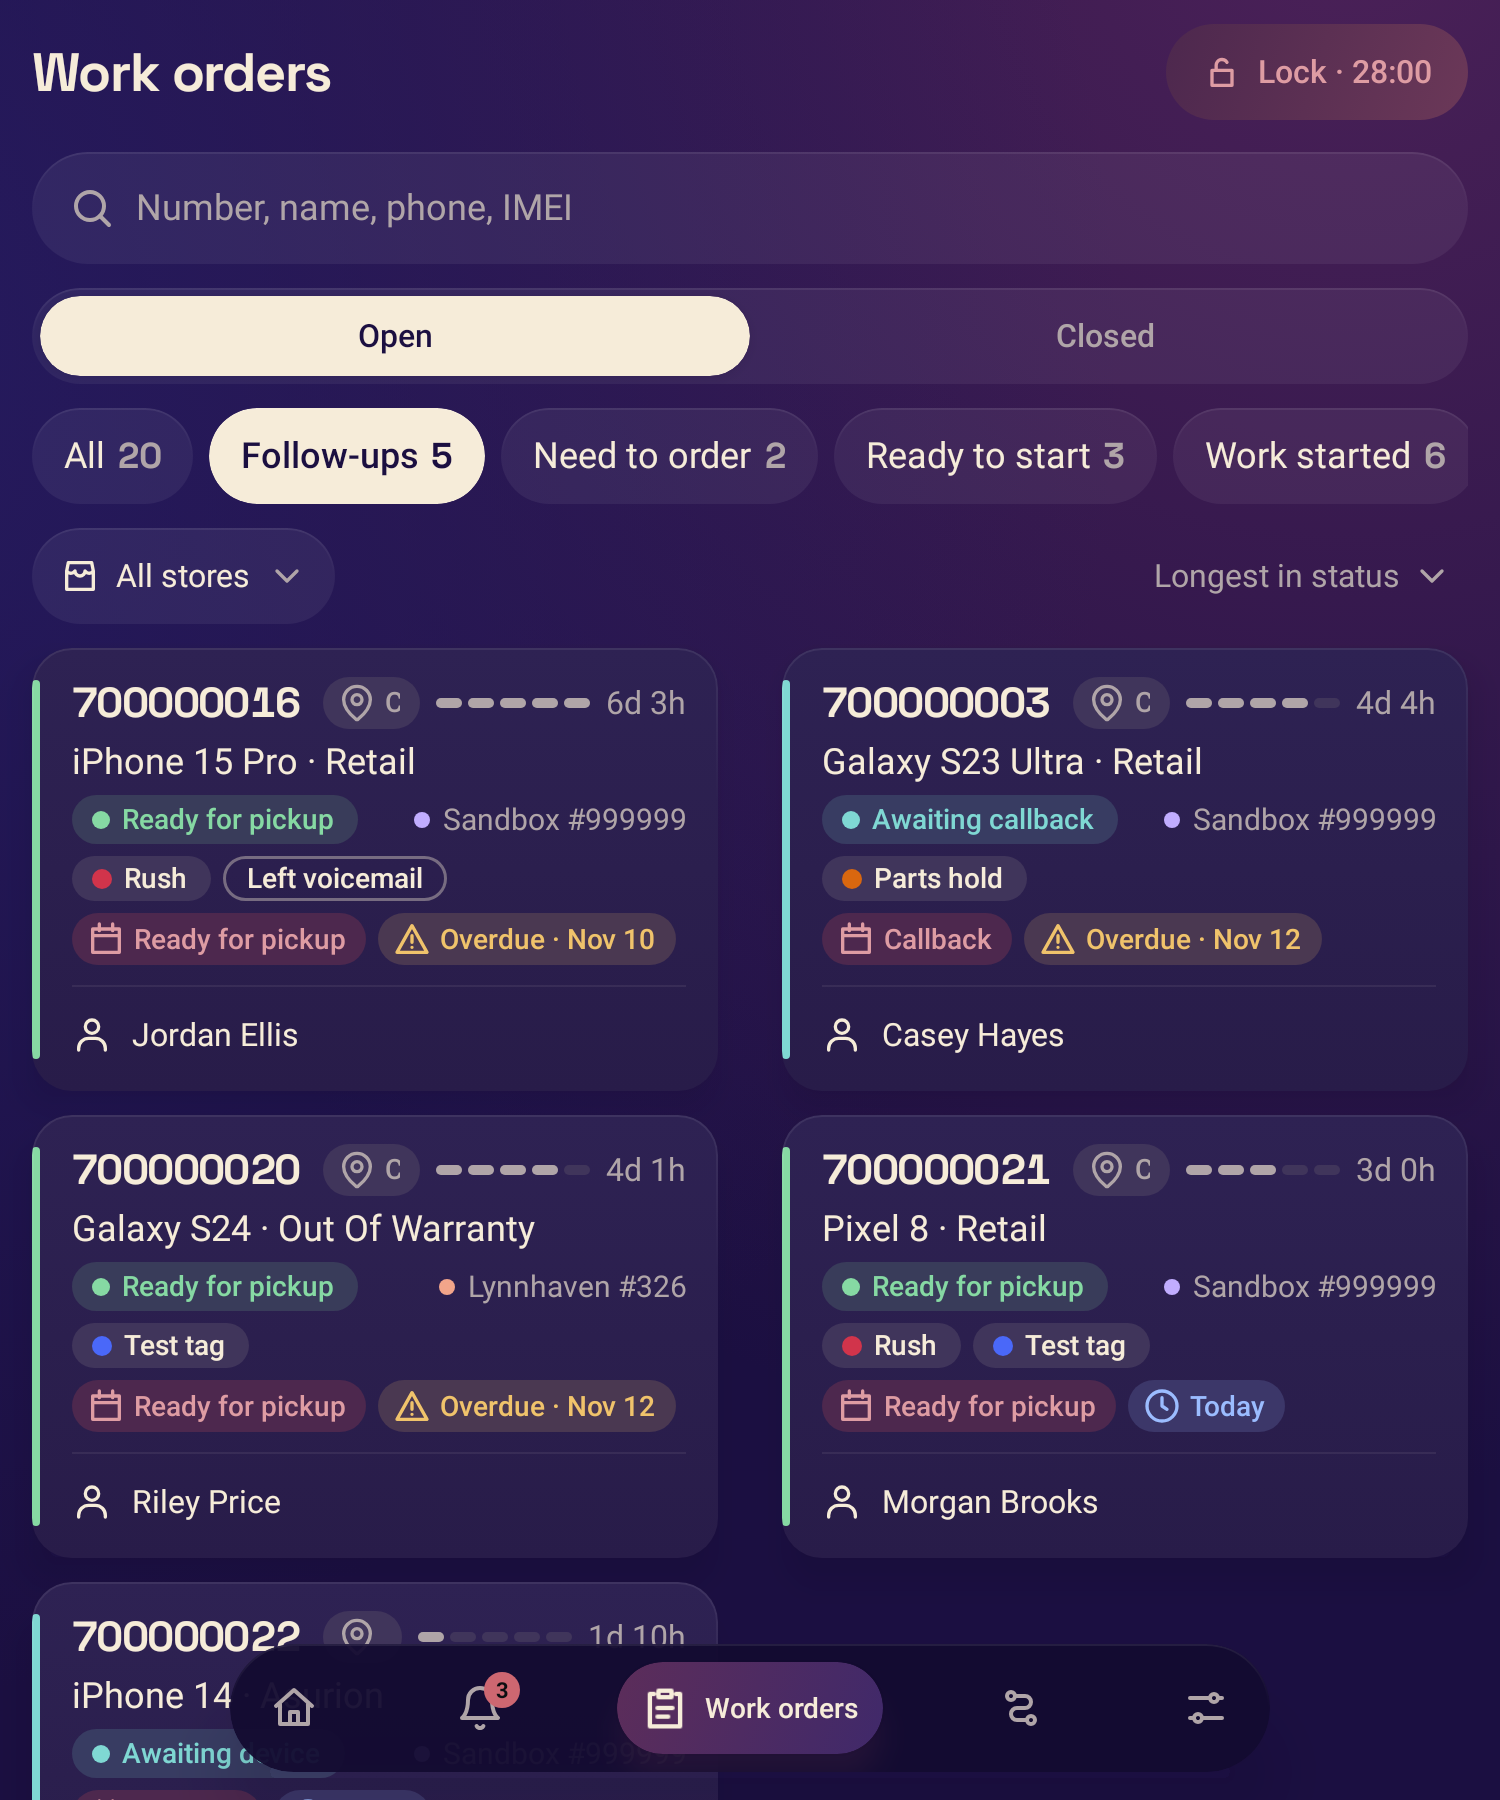 Work orders
Lock · 28:00
Number, name, phone, IMEI
Open
Closed
All 20
Follow-ups 5
Need to order 2
Ready to start 3
Work started 6
All stores
Longest in status
700000016 C 6d 3h
iPhone 15 Pro · Retail
Ready for pickup
Sandbox #999999
Rush
Left voicemail
Ready for pickup
Overdue · Nov 10
Jordan Ellis
700000003 C 4d 4h
Galaxy S23 Ultra · Retail
Awaiting callback
Sandbox #999999
Parts hold
Callback
Overdue · Nov 12
Casey Hayes
700000020 C 4d 1h
Galaxy S24 · Out Of Warranty
Ready for pickup
Lynnhaven #326
Test tag
Ready for pickup
Overdue · Nov 12
Riley Price
700000021 C 3d 0h
Pixel 8 · Retail
Ready for pickup
Sandbox #999999
Rush
Test tag
Ready for pickup
Today
Morgan Brooks
700000022 1d 10h
iPhone 14 · Asurion
Awaiting device
Sandbox #999999
3
Work orders